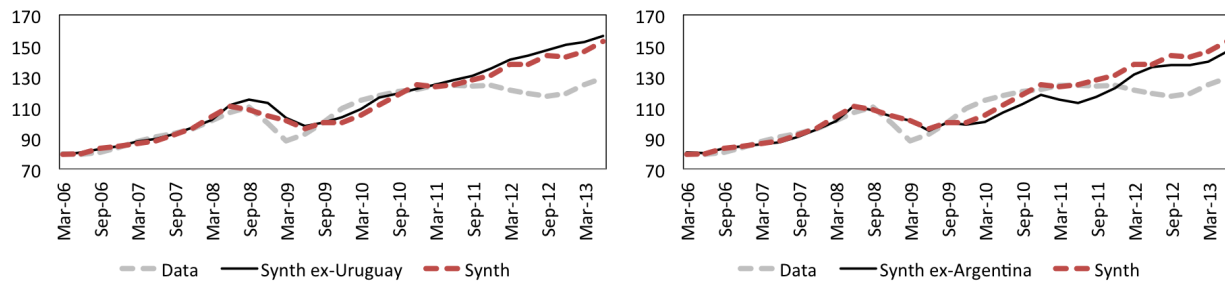 170
150
130
110
90
70
Mar-06
Sep-06
Mar-07
Sep-07
Mar-08
Sep-08
Mar-09
Sep-09
Mar-10
Sep-10
Mar-11
Sep-11
Mar-12
Sep-12
Mar-13
Data Synth ex-Uruguay Synth
170
150
130
110
90
70
Mar-06
Sep-06
Mar-07
Sep-07
Mar-08
Sep-08
Mar-09
Sep-09
Mar-10
Sep-10
Mar-11
Sep-11
Mar-12
Sep-12
Mar-13
Data Synth ex-Argentina Synth